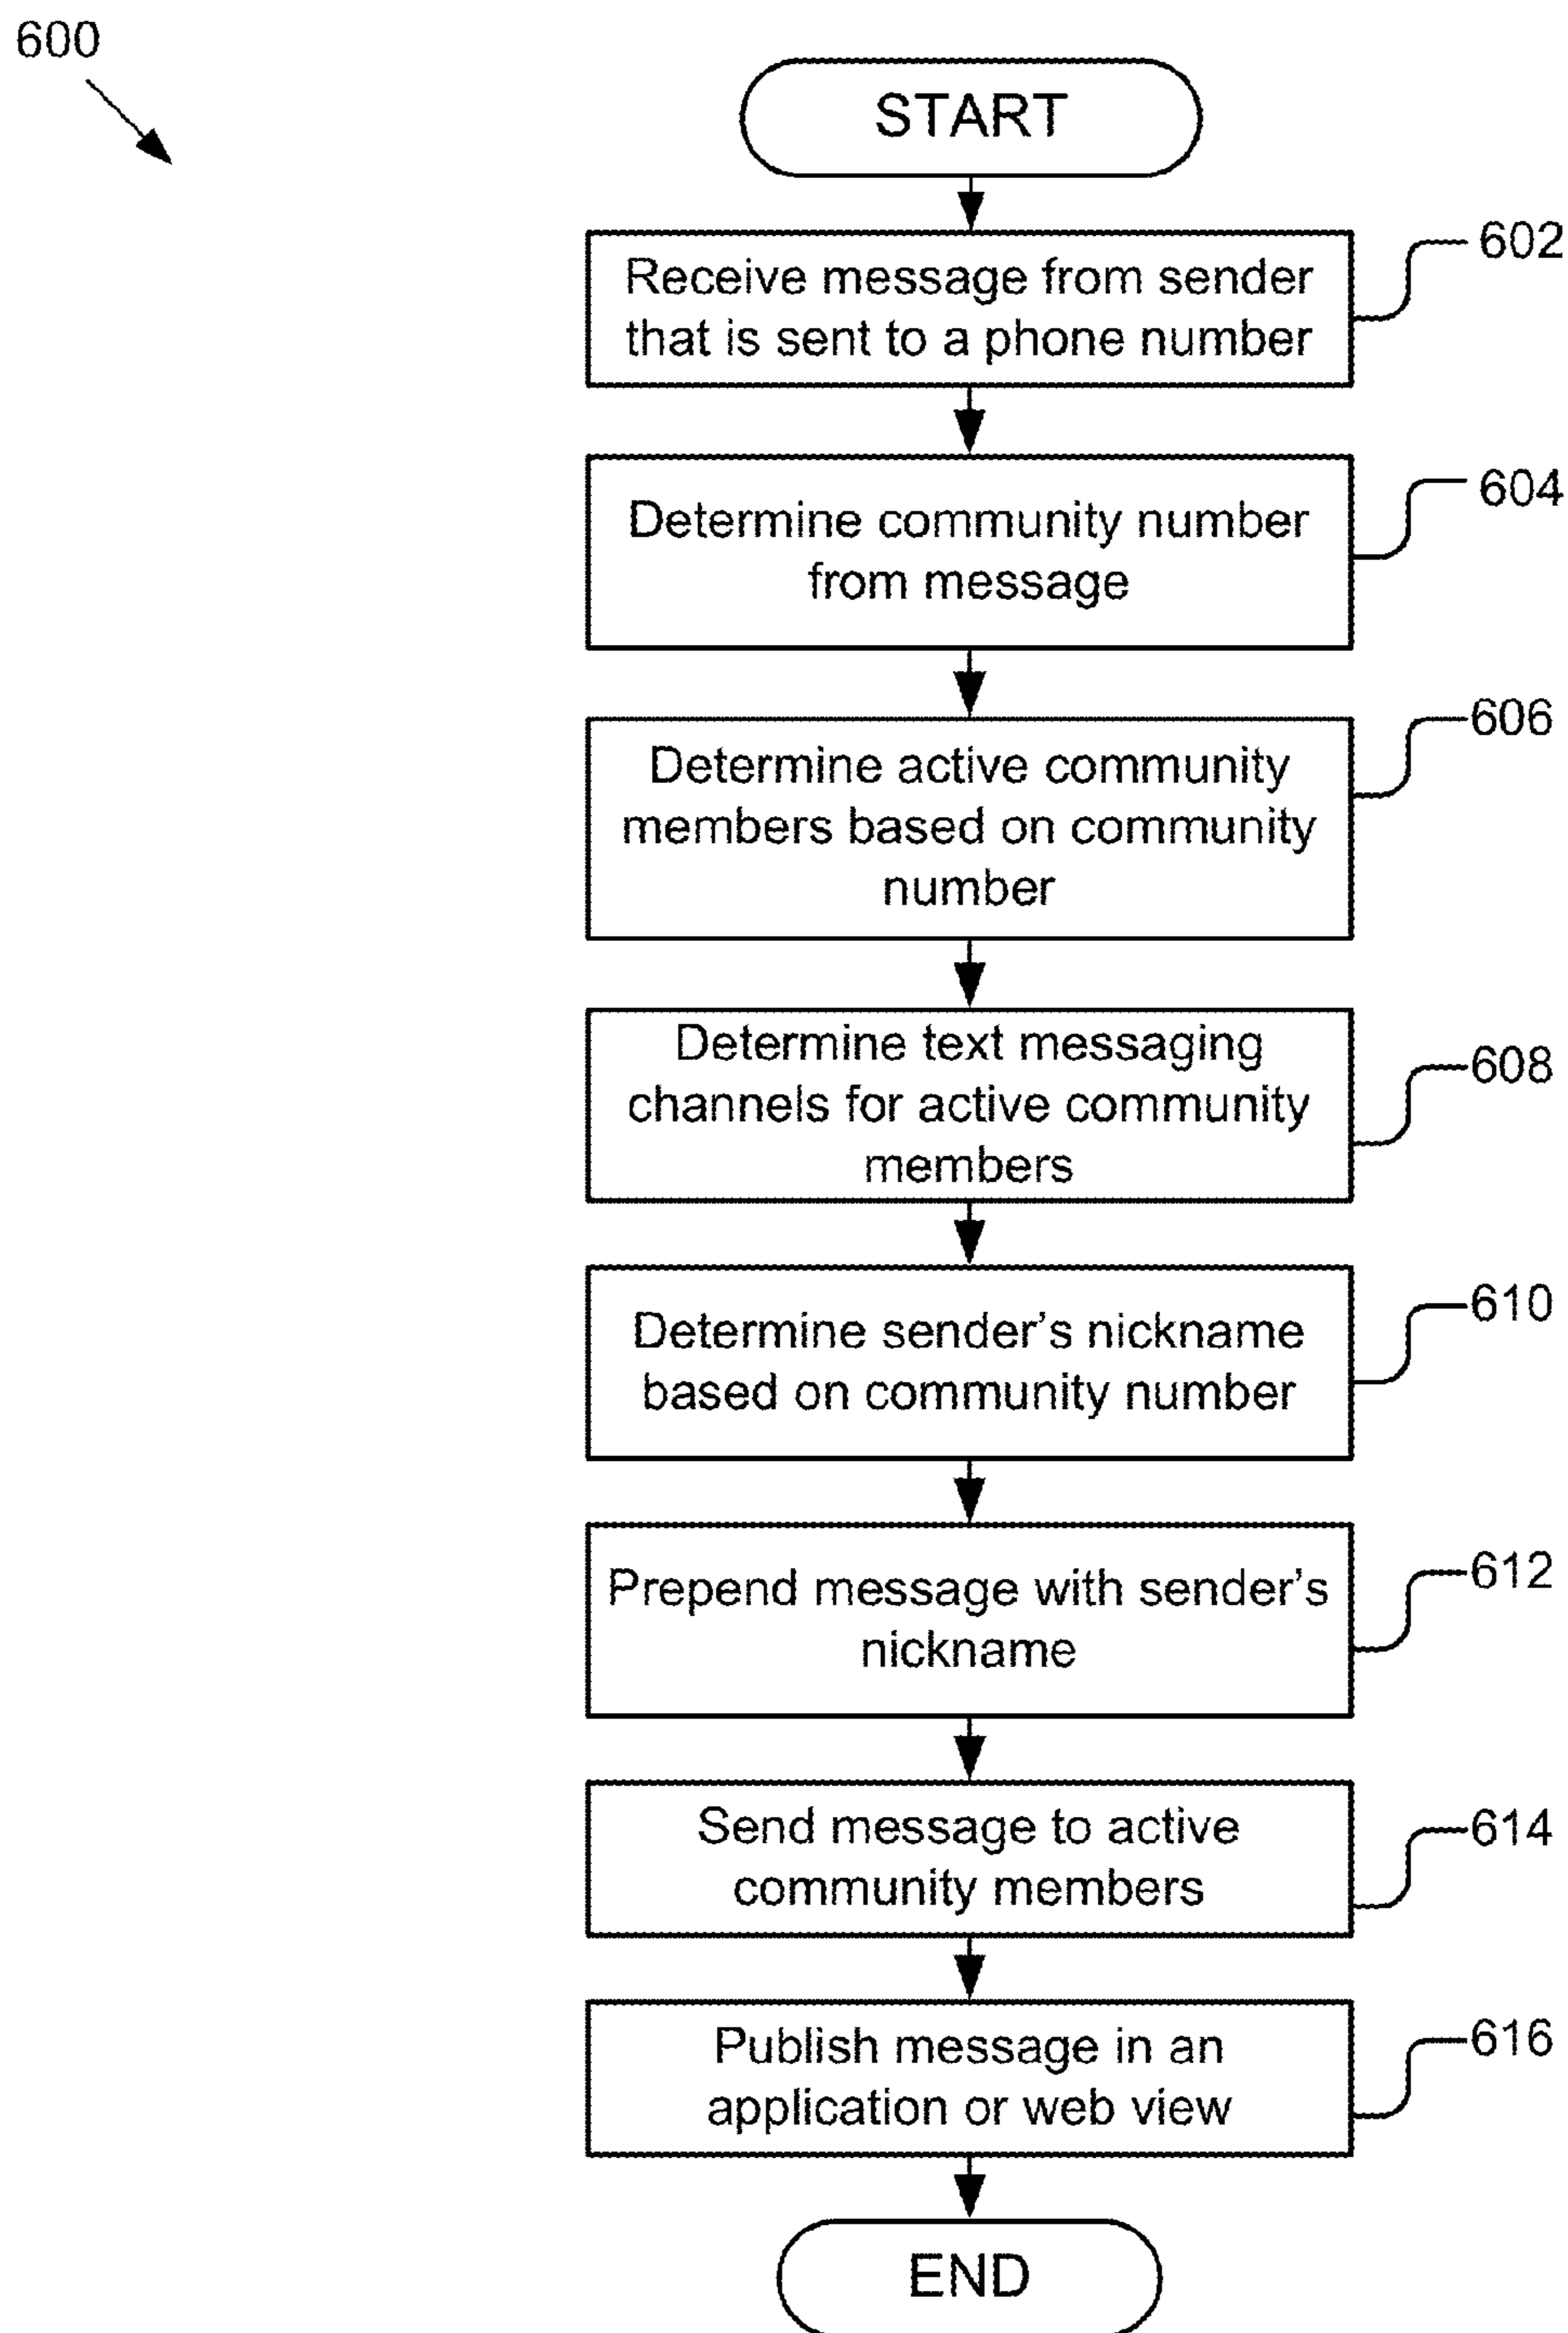 600
START
Receive message from sender
that is sent to a phone number
602
Determine community number
from message
604
Determine active community
members based on community
number
606
Determine text messaging
channels for active community
members
608
Determine sender's nickname
based on community number
610
Prepend message with sender's
nickname
612
Send message to active
community members
614
Publish message in an
application or web view
616
END